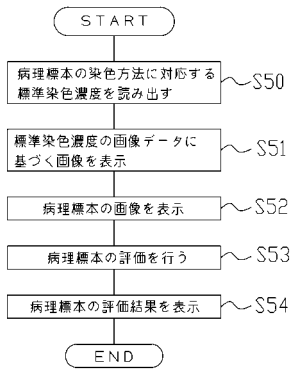 START
病理標本の染色方法に対応する
標準染色濃度を読み出す
S50
標準染色濃度の画像データに
基づく画像を表示
S51
病理標本の画像を表示
S52
病理標本の評価を行う
S53
病理標本の評価結果を表示
S54
END